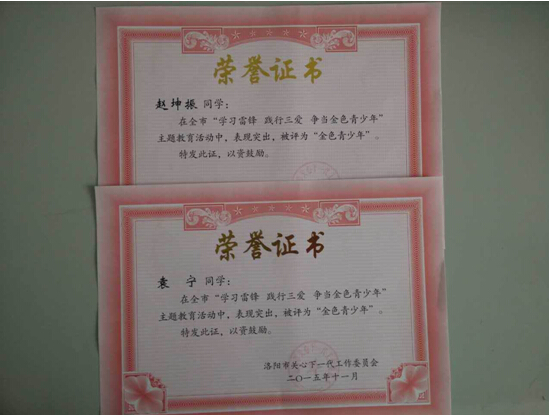 荣誉证书
赵坤振 同学：
在全市“学习雷锋 践行三爱 争当金色青少年”
主题教育活动中，表现突出，被评为“金色青少年”。
特发此证，以资鼓励。
荣誉证书
袁 宁 同学：
在全市“学习雷锋 践行三爱 争当金色青少年”
主题教育活动中，表现突出，被评为“金色青少年”。
特发此证，以资鼓励。
洛阳市关心下一代工作委员会
二〇一五年十一月